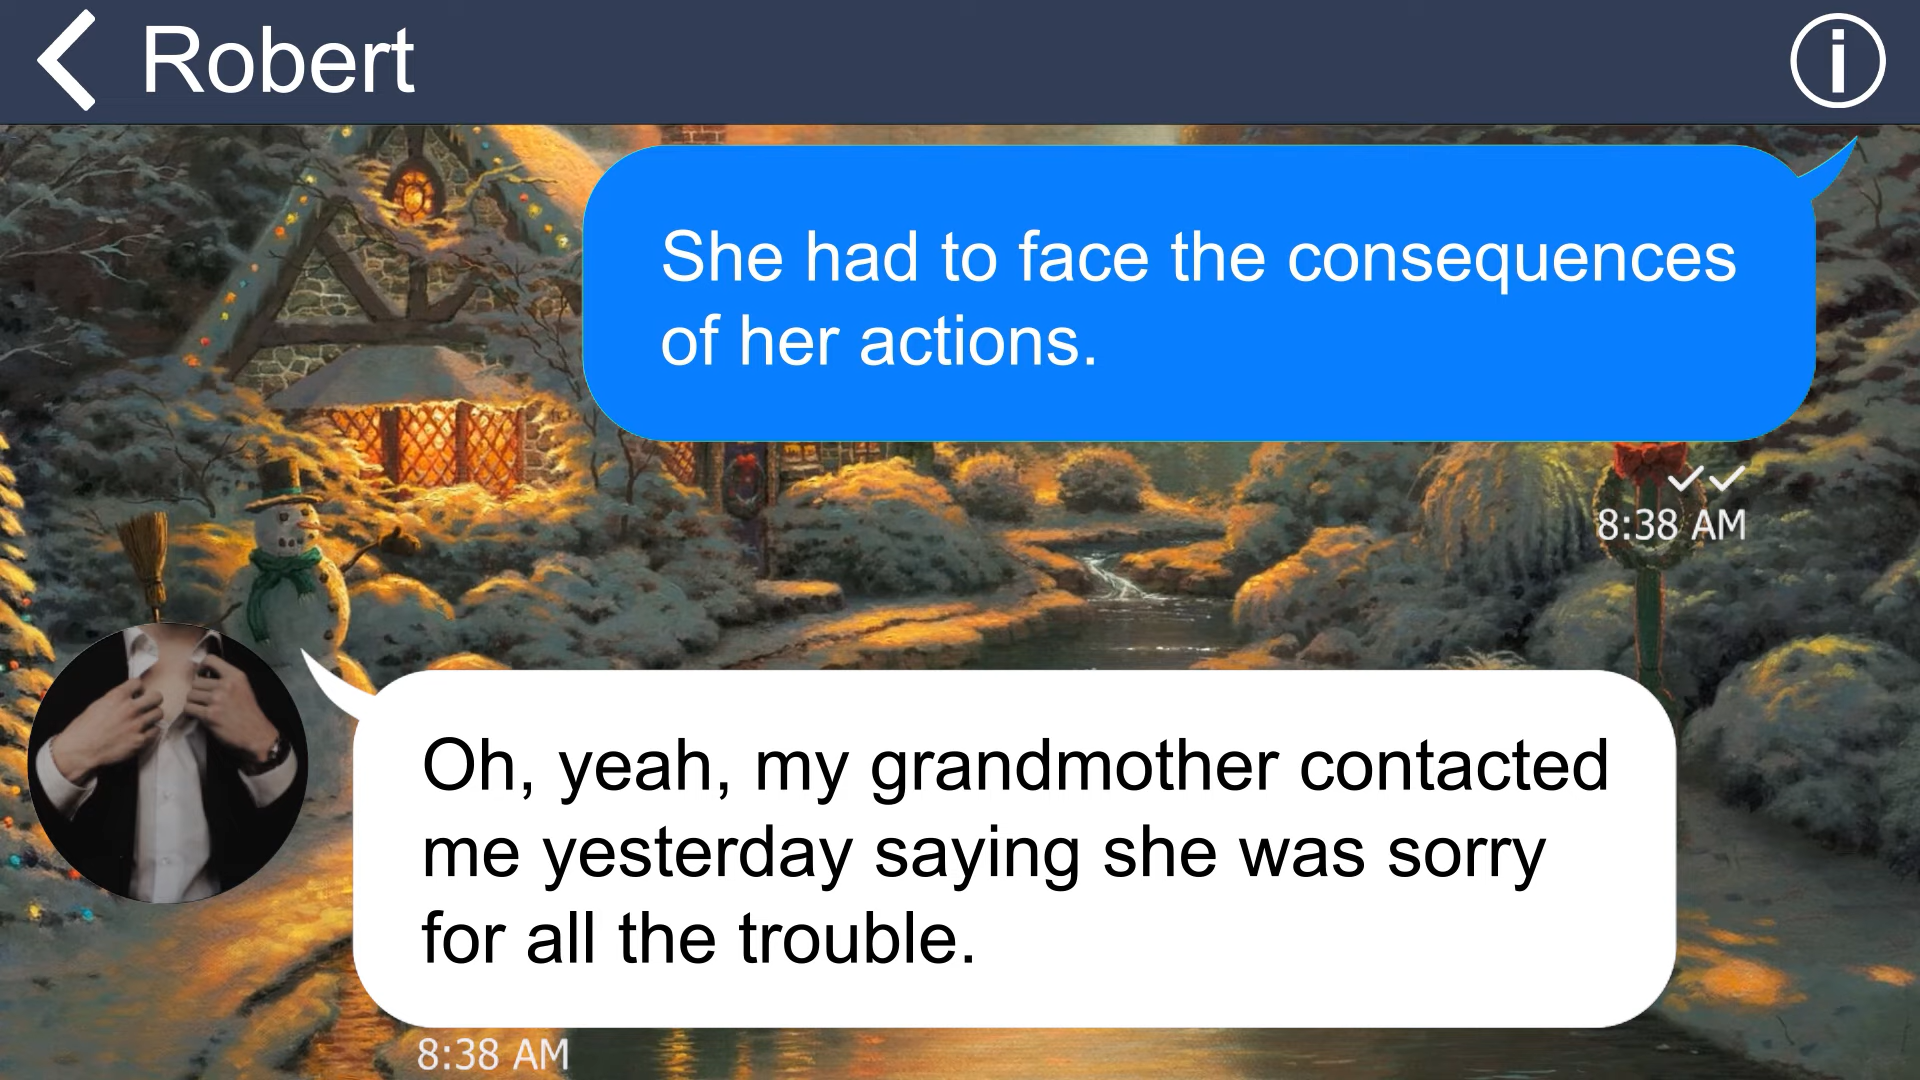 Robert
She had to face the consequences
of her actions.
8:38 AM
Oh, yeah, my grandmother contacted
me yesterday saying she was sorry
for all the trouble.
8:38 AM